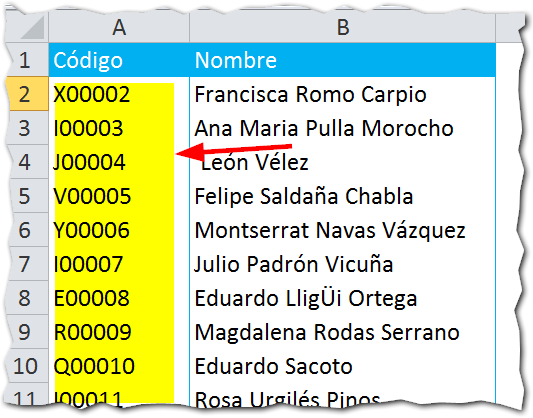 A B
1 Código Nombre
2 X00002 Francisca Romo Carpio
3 I00003 Ana Maria Pulla Morocho
4 J00004 León Vélez
5 V00005 Felipe Saldaña Chabla
6 Y00006 Montserrat Navas Vázquez
7 I00007 Julio Padrón Vicuña
8 E00008 Eduardo LligÜi Ortega
9 R00009 Magdalena Rodas Serrano
10 Q00010 Eduardo Sacoto
11 I00011 Rosa Urgilés Pinos